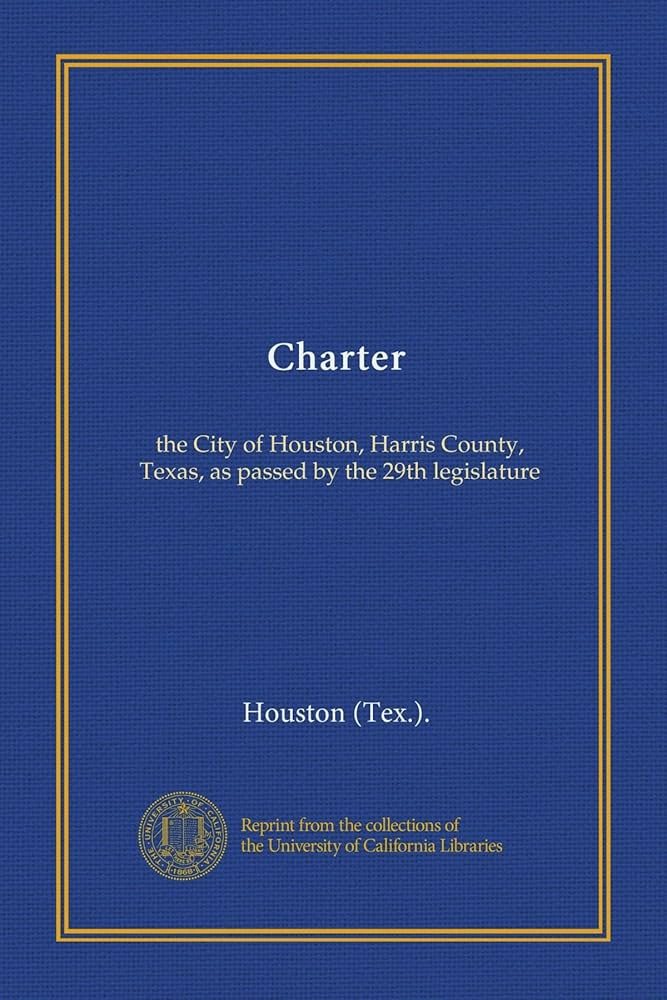 Charter
the City of Houston, Harris County,
Texas, as passed by the 29th legislature
Houston (Tex.).
THE·UNIVERSITY·OF·CALIFORNIA·
·1868·
Reprint from the collections of
the University of California Libraries